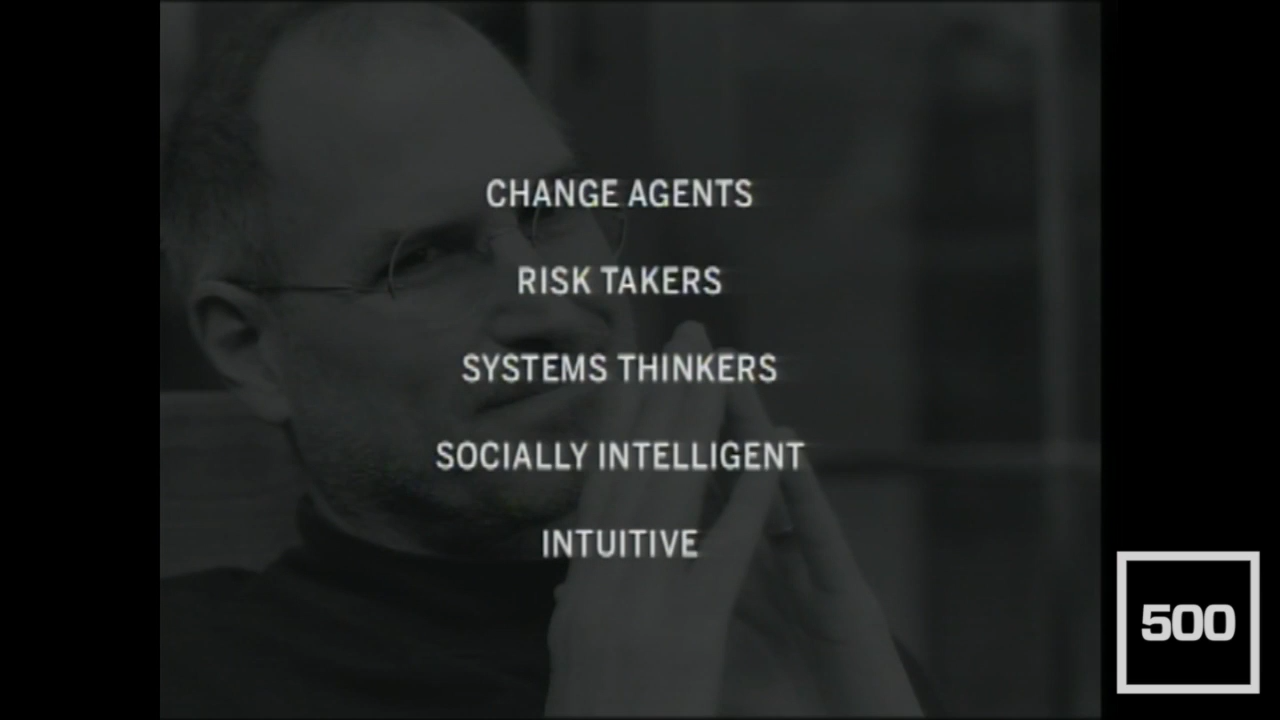 CHANGE AGENTS
RISK TAKERS
SYSTEMS THINKERS
SOCIALLY INTELLIGENT
INTUITIVE
500